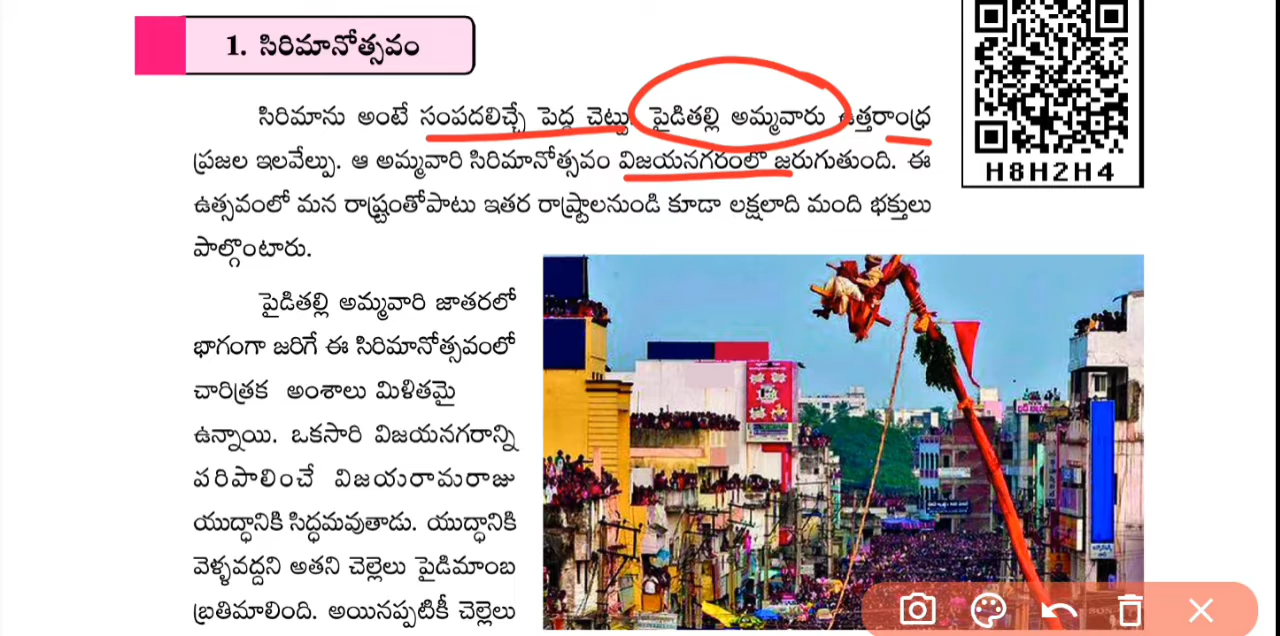 1. సిరిమానోత్సవం
సిరిమాను అంటే సంపదలిచ్చే పెద్ద చెట్టు. పైడితల్లి అమ్మవారు ఉత్తరాంధ్ర
ప్రజల ఇలవేల్పు. ఆ అమ్మవారి సిరిమానోత్సవం విజయనగరంలో జరుగుతుంది. ఈ
ఉత్సవంలో మన రాష్ట్రంతోపాటు ఇతర రాష్ట్రాలనుండి కూడా లక్షలాది మంది భక్తులు
పాల్గొంటారు.
H8H2H4
పైడితల్లి అమ్మవారి జాతరలో
భాగంగా జరిగే ఈ సిరిమానోత్సవంలో
చారిత్రక అంశాలు మిళితమై
ఉన్నాయి. ఒకసారి విజయనగరాన్ని
పరిపాలించే విజయరామరాజు
యుద్ధానికి సిద్ధమవుతాడు. యుద్ధానికి
వెళ్ళవద్దని అతని చెల్లెలు పైడిమాంబ
బ్రతిమాలింది. అయినప్పటికీ చెల్లెలు